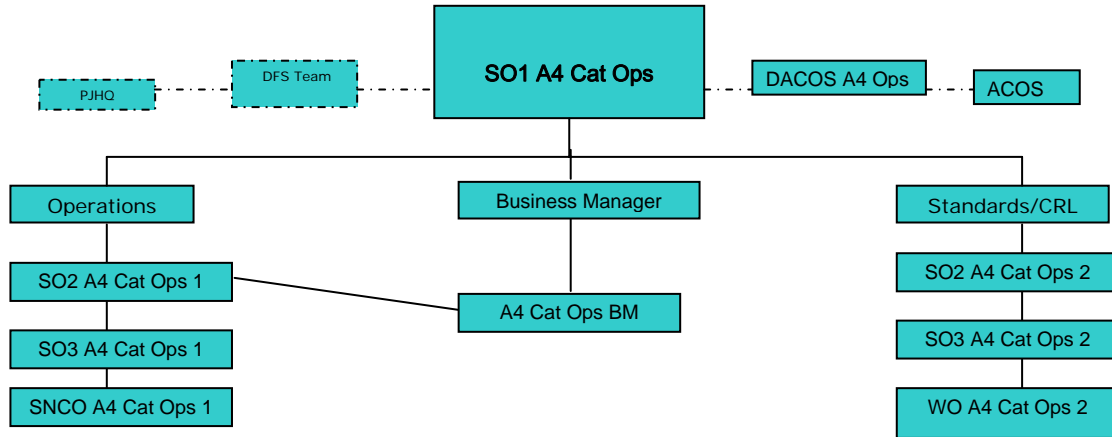 SO1 A4 Cat Ops
DFS Team
PJHQ
DACOS A4 Ops
ACOS
Operations
Business Manager
Standards/CRL
SO2 A4 Cat Ops 1
A4 Cat Ops BM
SO2 A4 Cat Ops 2
SO3 A4 Cat Ops 1
SO3 A4 Cat Ops 2
SNCO A4 Cat Ops 1
WO A4 Cat Ops 2